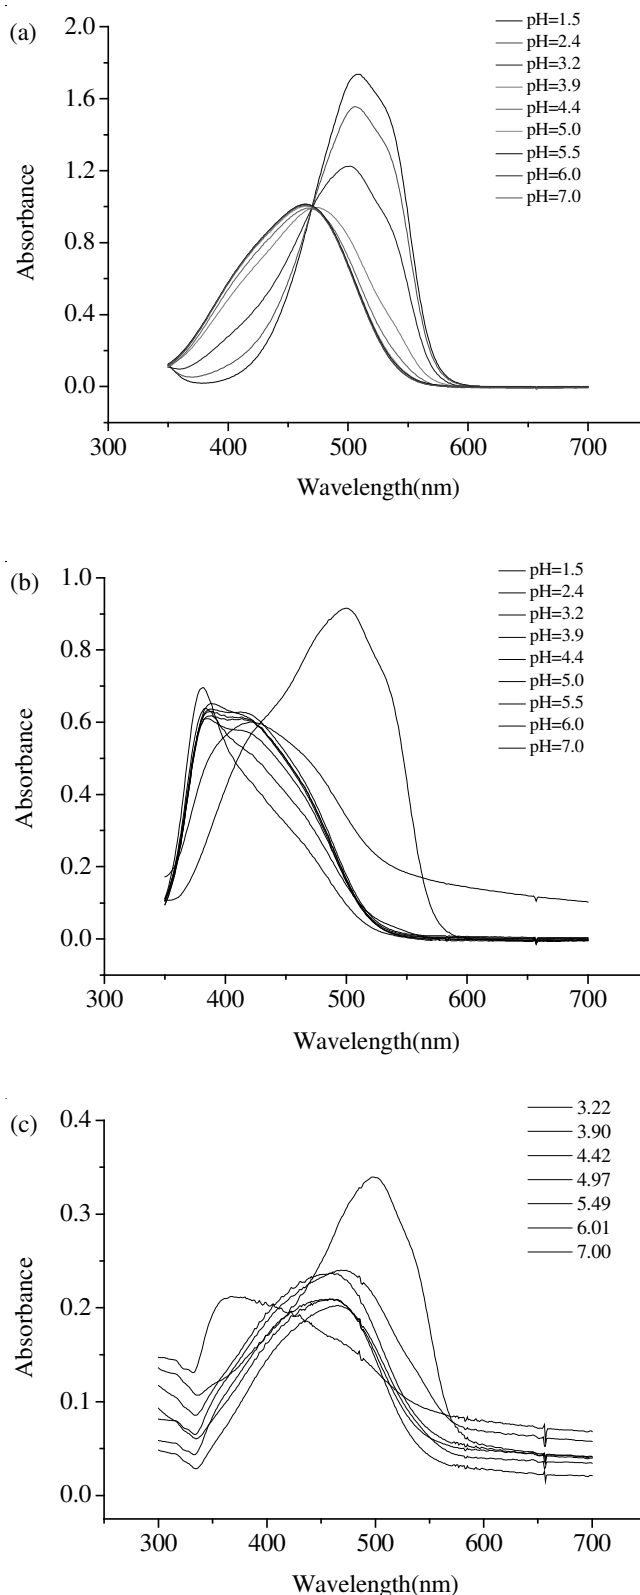 (a)
2.0
1.6
1.2
0.8
0.4
0.0
Absorbance
300 400 500 600 700
Wavelength(nm)
pH=1.5
pH=2.4
pH=3.2
pH=3.9
pH=4.4
pH=5.0
pH=5.5
pH=6.0
pH=7.0
(b)
1.0
0.8
0.6
0.4
0.2
0.0
Absorbance
300 400 500 600 700
Wavelength(nm)
pH=1.5
pH=2.4
pH=3.2
pH=3.9
pH=4.4
pH=5.0
pH=5.5
pH=6.0
pH=7.0
(c)
0.4
0.3
0.2
0.1
0.0
Absorbance
300 400 500 600 700
Wavelength(nm)
3.22
3.90
4.42
4.97
5.49
6.01
7.00